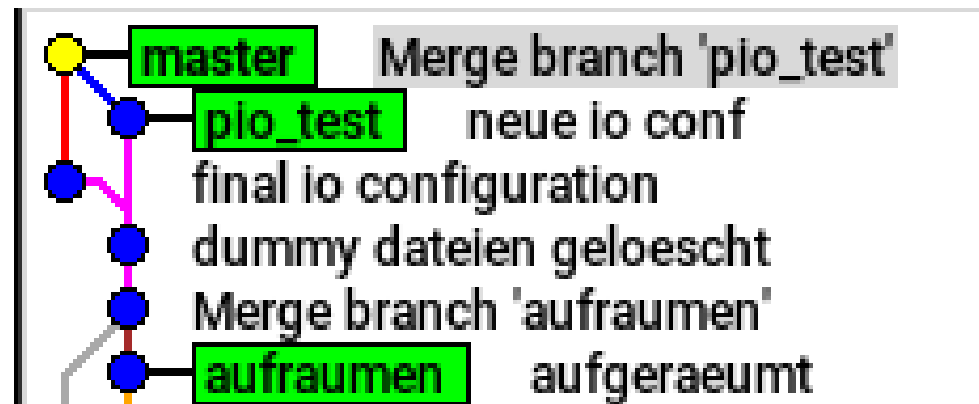 master Merge branch 'pio_test'
pio_test neue io conf
final io configuration
dummy dateien geloescht
Merge branch 'aufraumen'
aufraumen aufgeraeumt